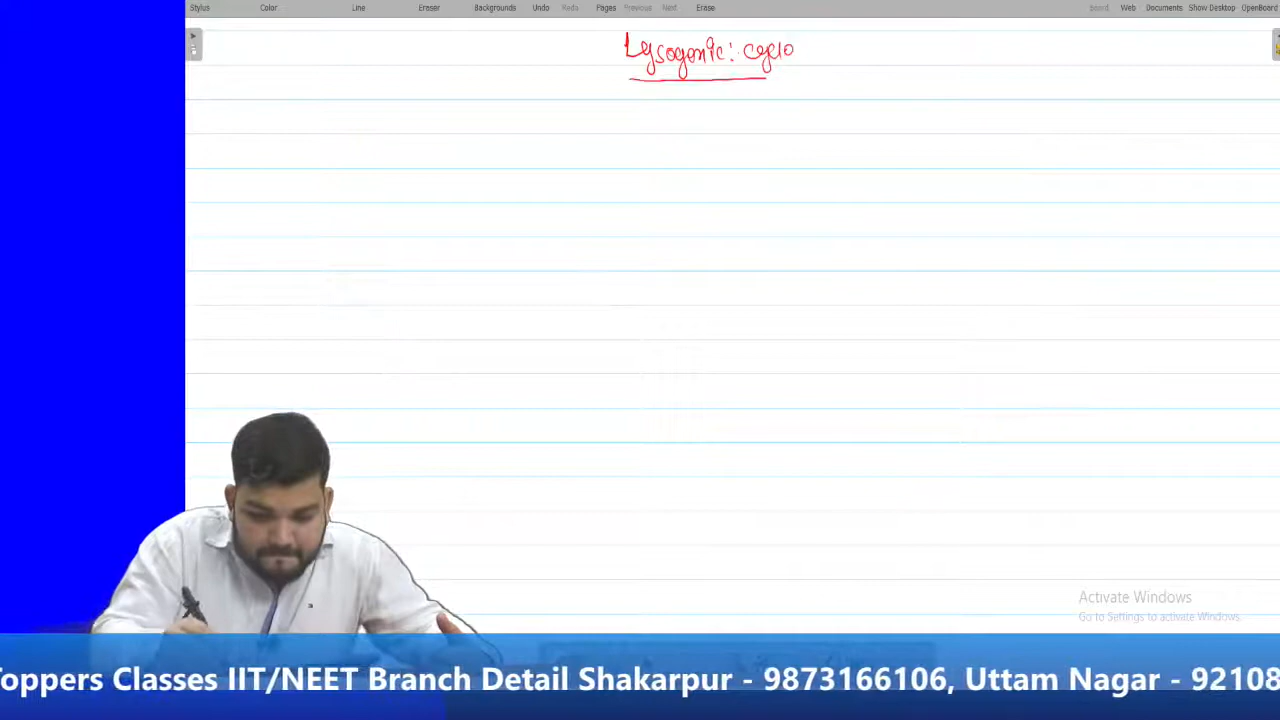 Stylus Color Line Eraser Backgrounds Undo Redo Pages Previous Next Erase board Web Documents Show Desktop OpenBoard
Lysogenic: cycle
Activate Windows
Go to Settings to activate Windows.
Toppers Classes IIT/NEET Branch Detail Shakarpur - 9873166106, Uttam Nagar - 92108